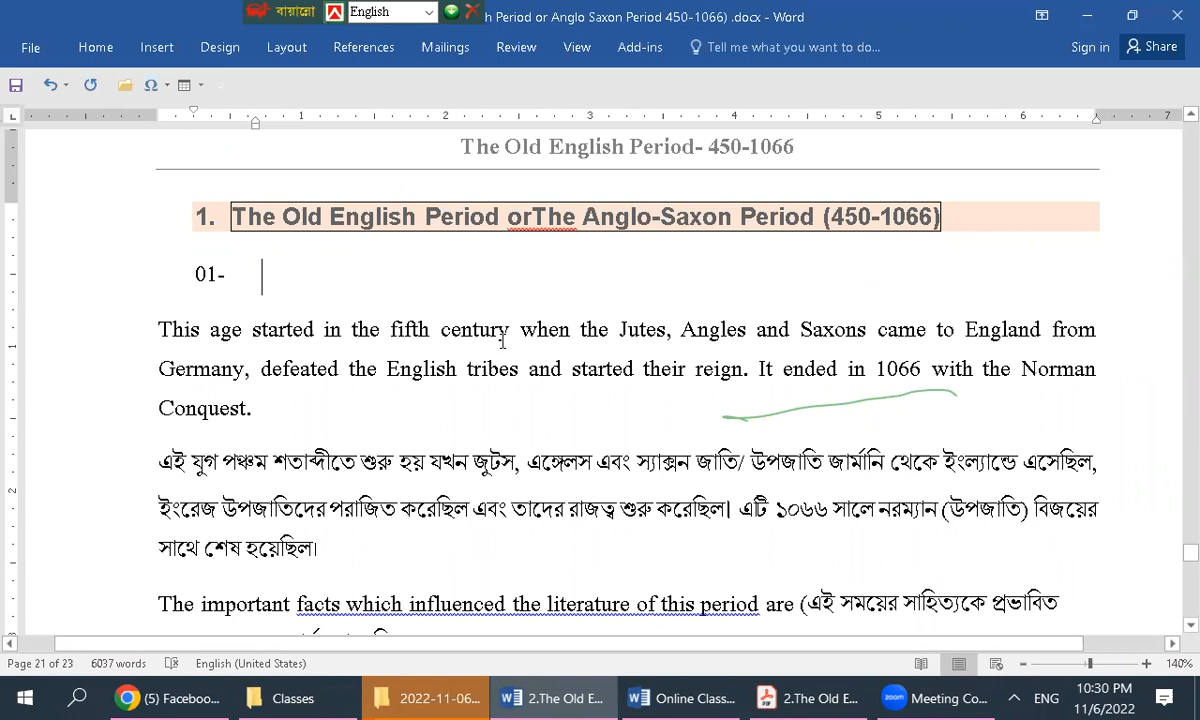 বায়ান্নো English h Period or Anglo Saxon Period 450-1066) .docx - Word
File Home Insert Design Layout References Mailings Review View Add-ins Tell me what you want to do... Sign in Share
1 2 3 4 5 6 7
The Old English Period- 450-1066
1. The Old English Period orThe Anglo-Saxon Period (450-1066)
01-
This age started in the fifth century when the Jutes, Angles and Saxons came to England from
Germany, defeated the English tribes and started their reign. It ended in 1066 with the Norman
Conquest.
এই যুগ পঞ্চম শতাব্দীতে শুরু হয় যখন জুটস, এঙ্গেলস এবং স্যাক্সন জাতি/ উপজাতি জার্মানি থেকে ইংল্যান্ডে এসেছিল,
ইংরেজ উপজাতিদের পরাজিত করেছিল এবং তাদের রাজত্ব শুরু করেছিল। এটি ১০৬৬ সালে নরম্যান (উপজাতি) বিজয়ের
সাথে শেষ হয়েছিল।
The important facts which influenced the literature of this period are (এই সময়ের সাহিত্যকে প্রভাবিত
Page 21 of 23 6037 words English (United States) 140%
(5) Faceboo... Classes 2022-11-06... 2.The Old E... Online Class... 2.The Old E... Meeting Co... ENG 10:30 PM
11/6/2022